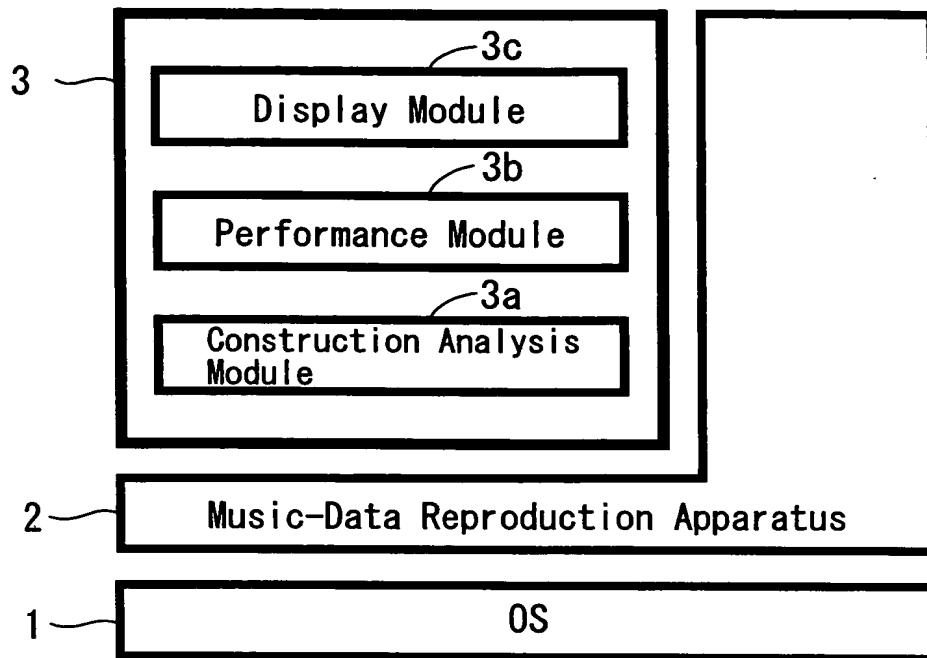 3c
3
Display Module
3b
Performance Module
3a
Construction Analysis
Module
2
Music-Data Reproduction Apparatus
1
OS